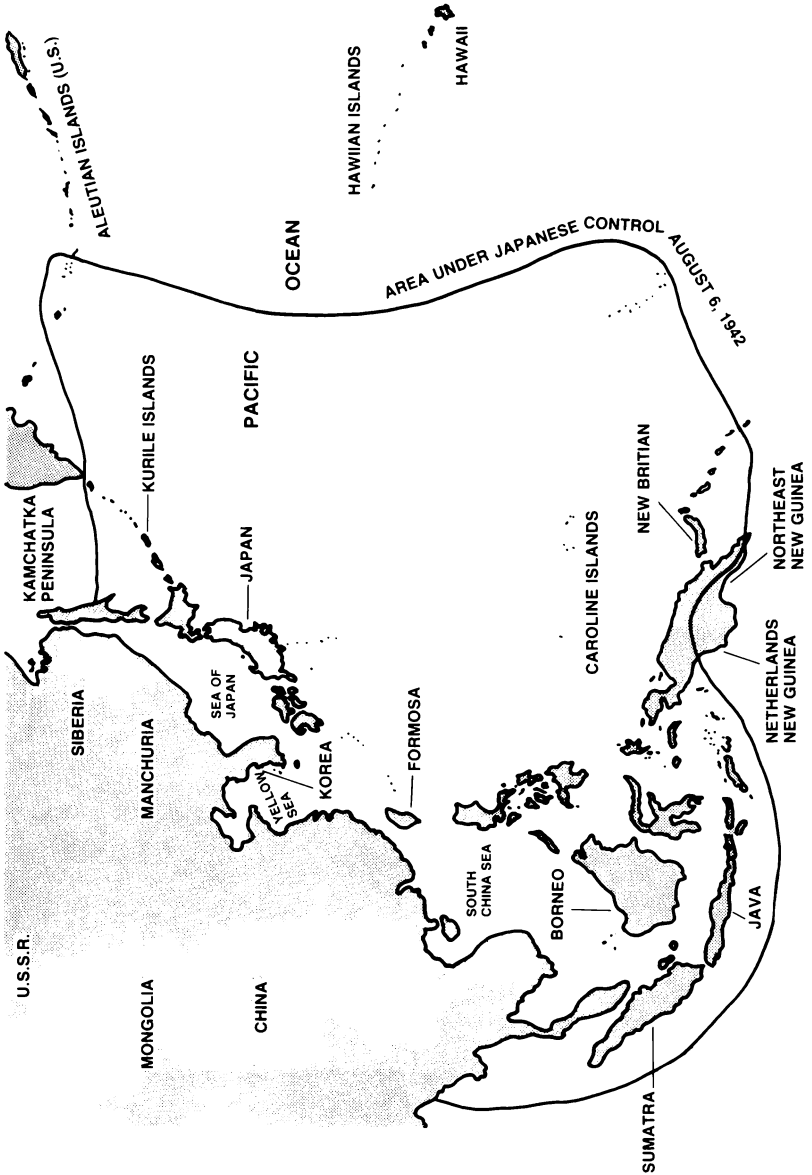 ALEUTIAN ISLANDS (U.S.)
U.S.S.R.
KAMCHATKA
PENINSULA
SIBERIA
MONGOLIA
MANCHURIA
KURILE ISLANDS
SEA OF
JAPAN
JAPAN
CHINA
YELLOW
SEA
KOREA
PACIFIC
OCEAN
HAWAIIAN ISLANDS
HAWAII
FORMOSA
AREA UNDER JAPANESE CONTROL AUGUST 6, 1942
SOUTH
CHINA SEA
BORNEO
CAROLINE ISLANDS
NEW BRITIAN
SUMATRA
JAVA
NETHERLANDS
NEW GUINEA
NORTHEAST
NEW GUINEA